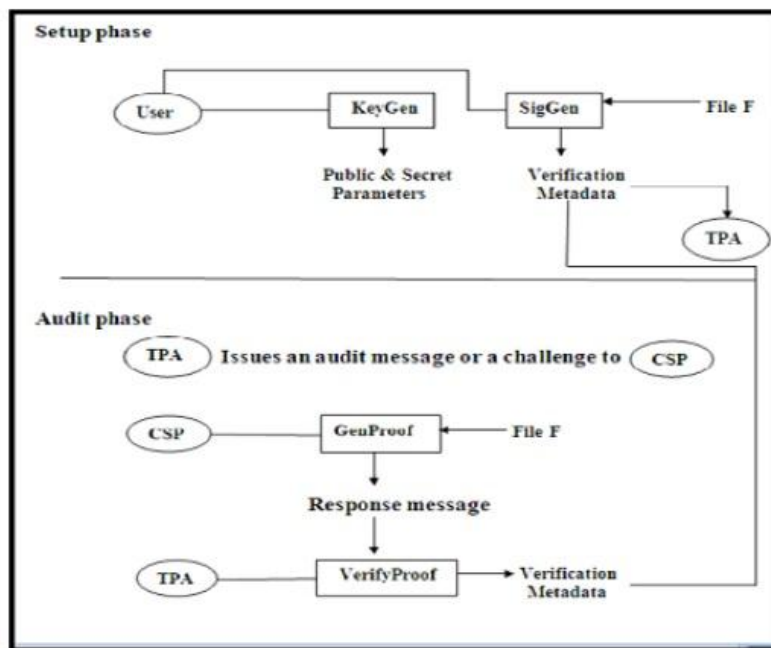 Setup phase
User
KeyGen
SigGen
File F
Public & Secret
Parameters
Verification
Metadata
TPA
Audit phase
TPA
Issues an audit message or a challenge to
CSP
CSP
GenProof
File F
Response message
TPA
VerifyProof
Verification
Metadata